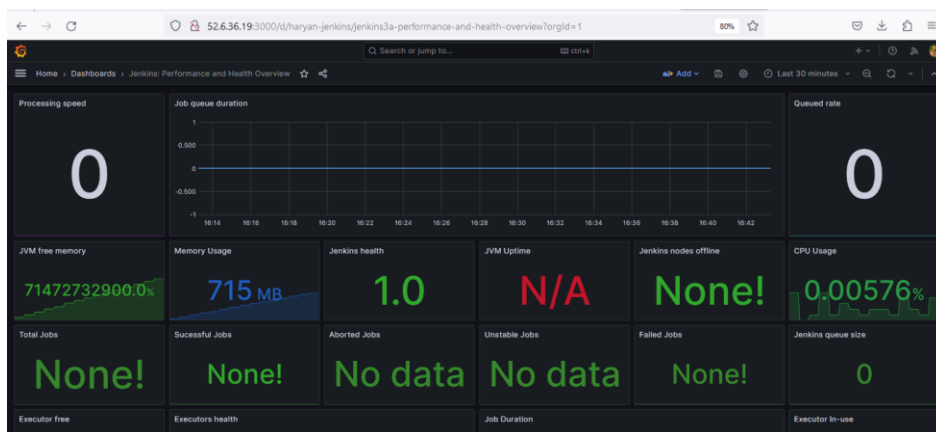 52.6.36.19:3000/d/haryan-jenkins/jenkins3a-performance-and-health-overview?orgId=1
80%
Search or jump to...
ctrl+k
Home › Dashboards › Jenkins: Performance and Health Overview
Add
Last 30 minutes
Processing speed
0
Job queue duration
1
0.500
0
-0.500
-1
16:14 16:16 16:18 16:20 16:22 16:24 16:26 16:28 16:30 16:32 16:34 16:36 16:38 16:40 16:42
Queued rate
0
JVM free memory
71472732900.0%
Memory Usage
715 MB
Jenkins health
1.0
JVM Uptime
N/A
Jenkins nodes offline
None!
CPU Usage
0.00576%
Total Jobs
None!
Sucessful Jobs
None!
Aborted Jobs
No data
Unstable Jobs
No data
Failed Jobs
None!
Jenkins queue size
0
Executor free
Executors health
Job Duration
Executor In-use